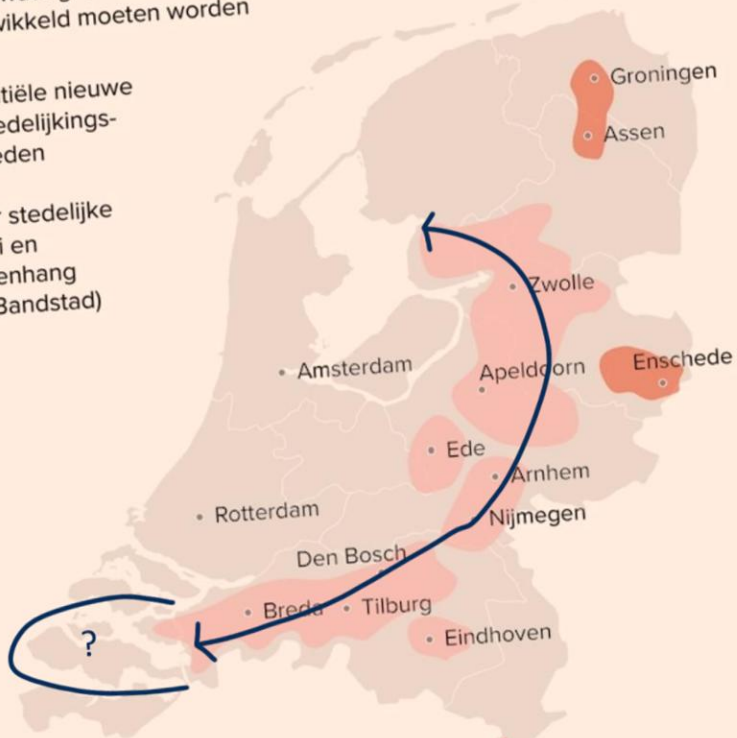 wikkeld moeten worden
tiële nieuwe
edelijkings-
eden
r stedelijke
i en
enhang
Bandstad)
Groningen
Assen
Zwolle
Amsterdam
Apeldoorn
Enschede
Ede
Arnhem
Rotterdam
Nijmegen
Den Bosch
Breda
Tilburg
Eindhoven
?